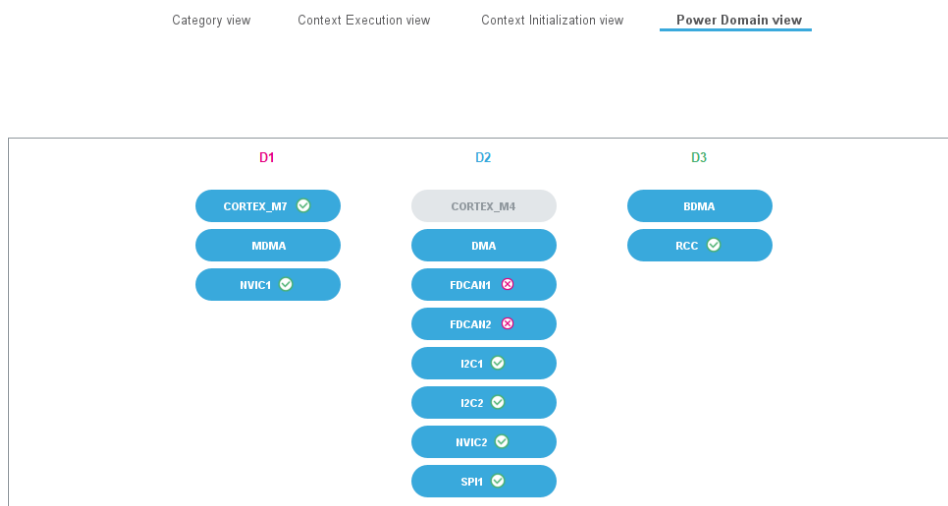 Category view Context Execution view Context Initialization view Power Domain view
D1 D2 D3
CORTEX_M7 CORTEX_M4 BDMA
MDMA DMA RCC
NVIC1 FDCAN1
FDCAN2
I2C1
I2C2
NVIC2
SPI1